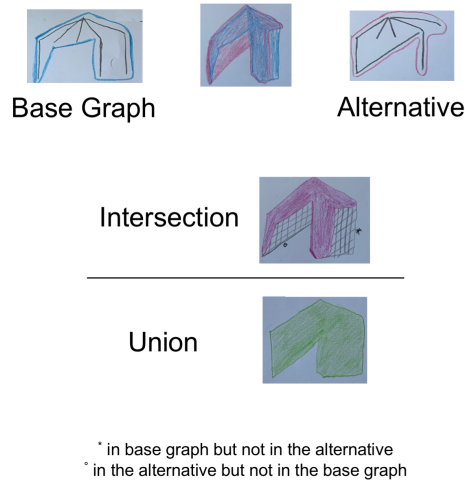 Base Graph
Alternative
Intersection
*
°
Union
* in base graph but not in the alternative
° in the alternative but not in the base graph